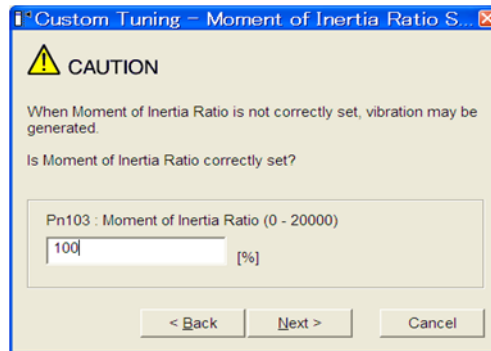 Custom Tuning - Moment of Inertia Ratio S...
CAUTION
When Moment of Inertia Ratio is not correctly set, vibration may be
generated.
Is Moment of Inertia Ratio correctly set?
Pn103 : Moment of Inertia Ratio (0 - 20000)
100
[%]
< Back
Next >
Cancel